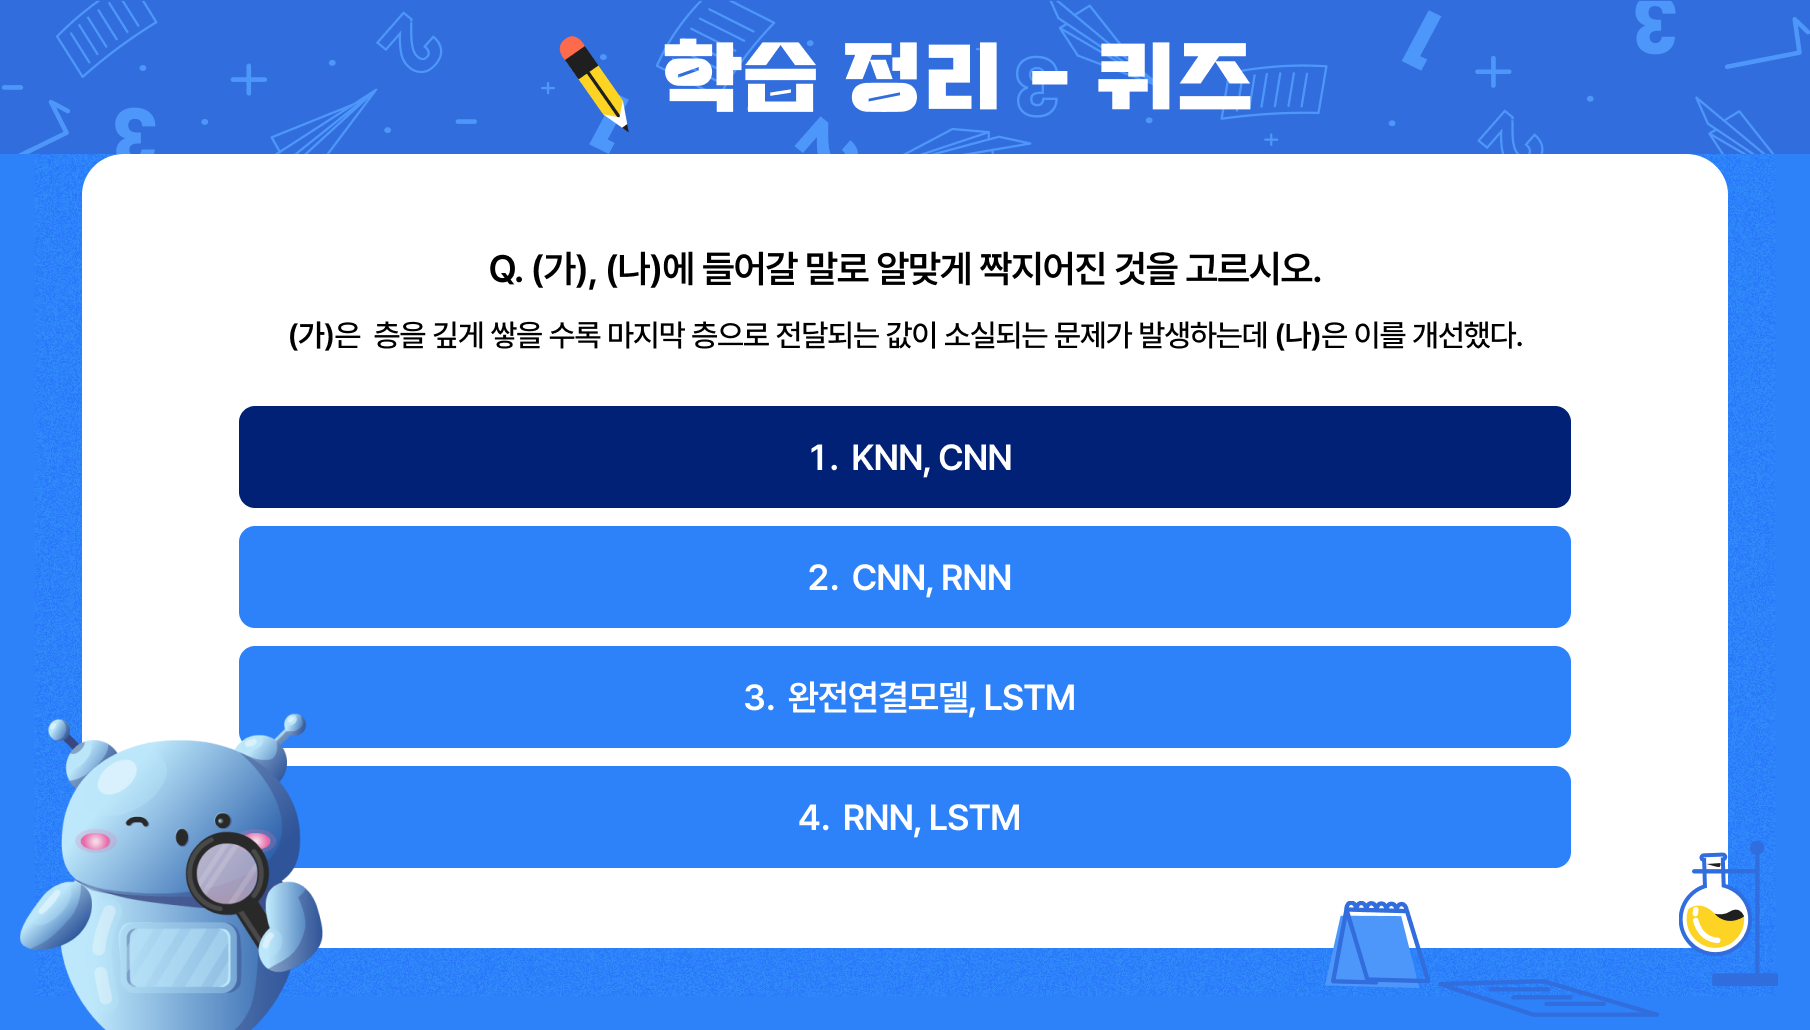 학습 정리 - 퀴즈
Q. (가), (나)에 들어갈 말로 알맞게 짝지어진 것을 고르시오.
(가)은 층을 깊게 쌓을 수록 마지막 층으로 전달되는 값이 소실되는 문제가 발생하는데 (나)은 이를 개선했다.
1. KNN, CNN
2. CNN, RNN
3. 완전연결모델, LSTM
4. RNN, LSTM